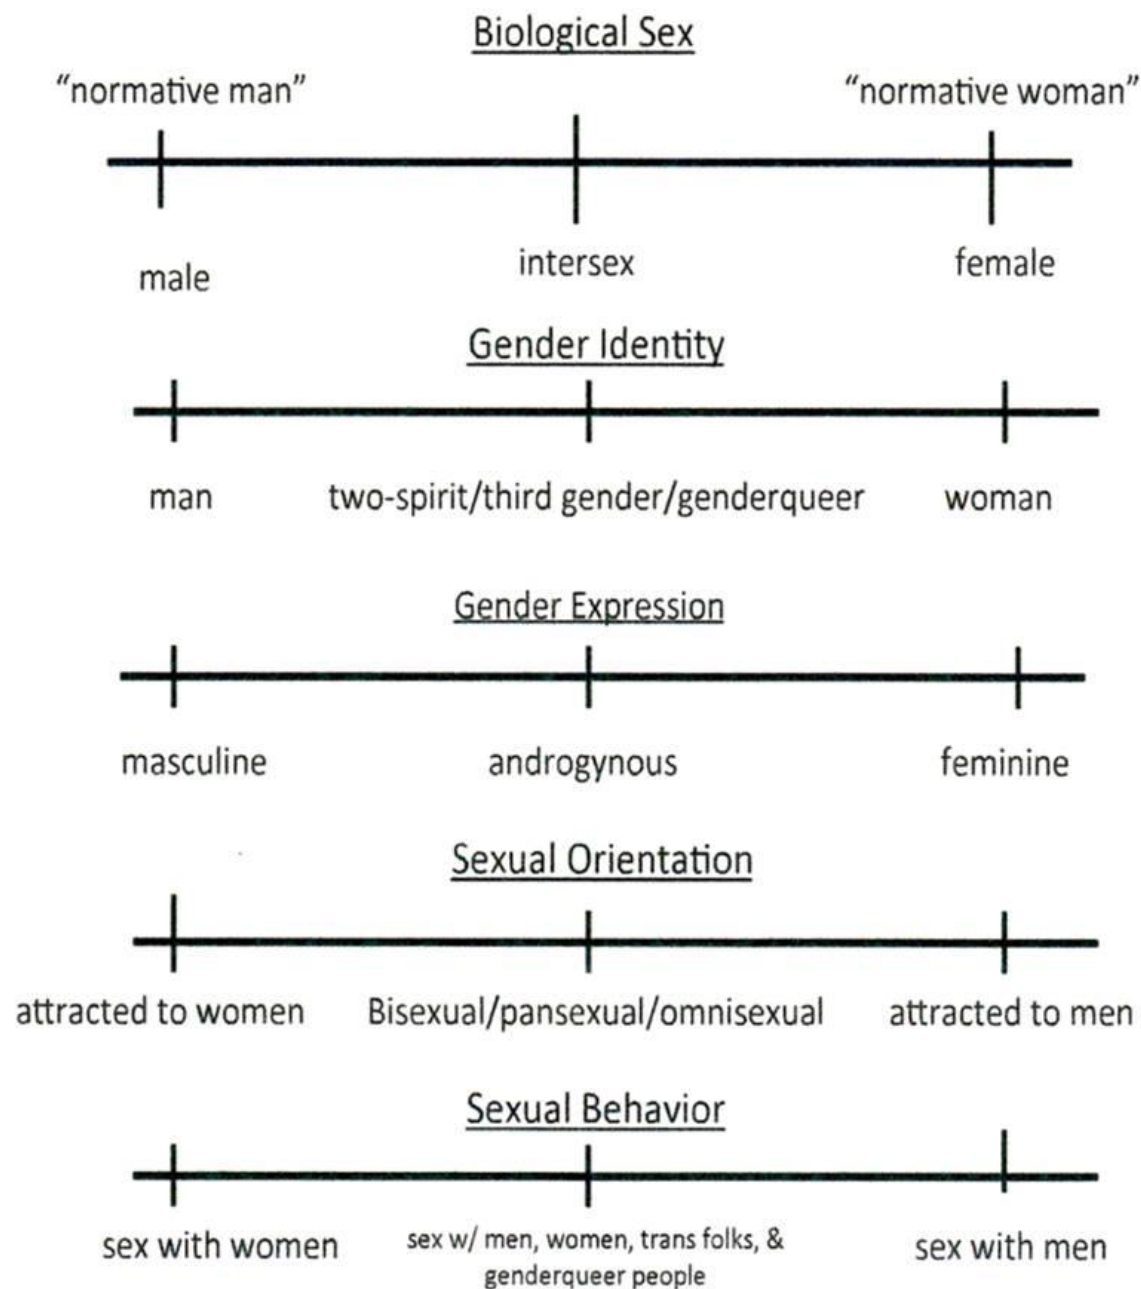 Biological Sex
“normative man” “normative woman”
male intersex female
Gender Identity
man two-spirit/third gender/genderqueer woman
Gender Expression
masculine androgynous feminine
Sexual Orientation
attracted to women Bisexual/pansexual/omnisexual attracted to men
Sexual Behavior
sex with women sex w/ men, women, trans folks, & sex with men
genderqueer people